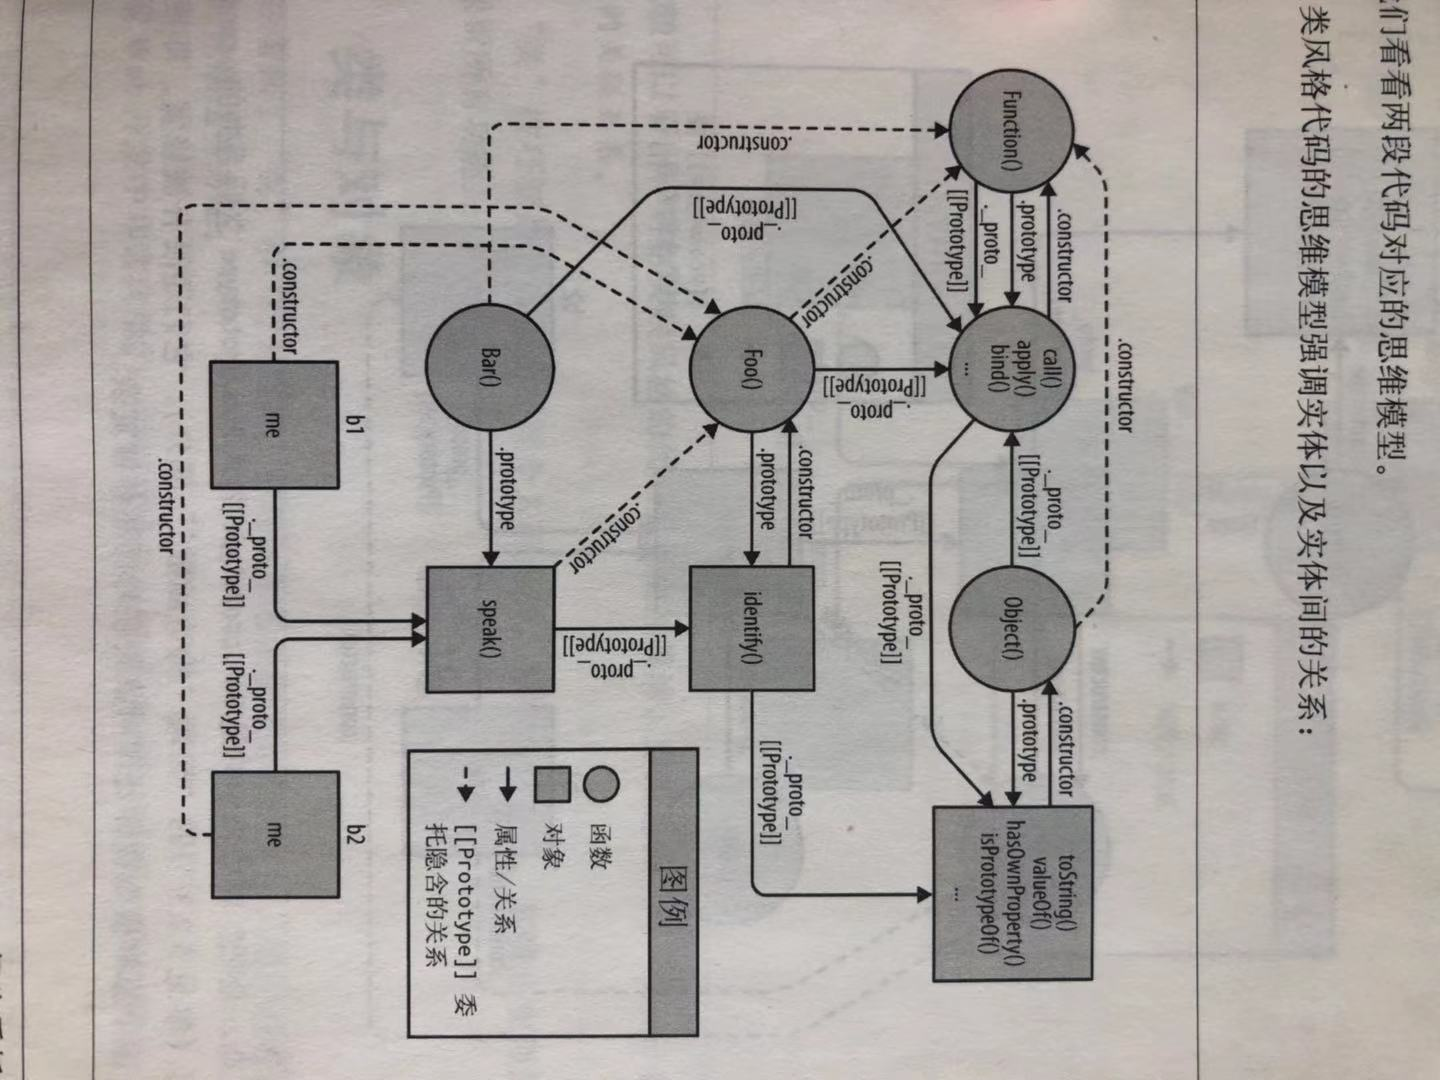 们看看两段代码对应的思维模型。
类风格代码的思维模型强调实体以及实体间的关系：
.constructor
Function()
.constructor
.prototype
.__proto__
[[Prototype]]
call()
apply()
bind()
...
.__proto__
[[Prototype]]
Object()
.constructor
.prototype
toString()
valueOf()
hasOwnProperty()
isPrototypeOf()
...
.constructor
.__proto__
[[Prototype]]
.constructor
.__proto__
[[Prototype]]
.__proto__
[[Prototype]]
Foo()
.constructor
.prototype
identify()
.__proto__
[[Prototype]]
.constructor
.__proto__
[[Prototype]]
Bar()
.prototype
speak()
.constructor
b1
me
.__proto__
[[Prototype]]
.__proto__
[[Prototype]]
b2
me
.constructor
图例
函数
对象
属性/关系
[[Prototype]] 委
托隐含的关系